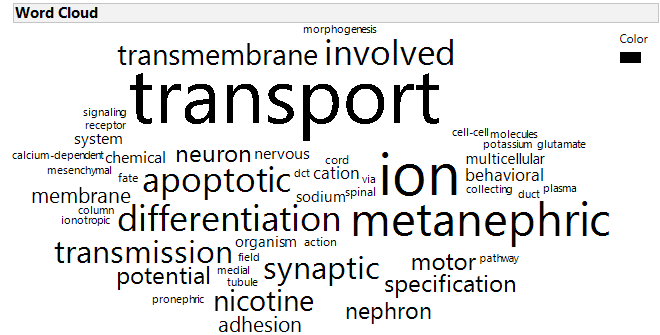 Word Cloud
Color
morphogenesis
transmembrane involved
transport
signaling
receptor
system
cell-cell molecules
potassium glutamate
calcium-dependent chemical neuron nervous cord multicellular
mesenchymal fate apoptotic dct cation via ion behavioral
membrane sodium spinal collecting duct plasma
column
ionotropic differentiation metanephric
transmission organism action
field motor pathway
potential medial synaptic specification
tubule
pronephric nicotine nephron
adhesion